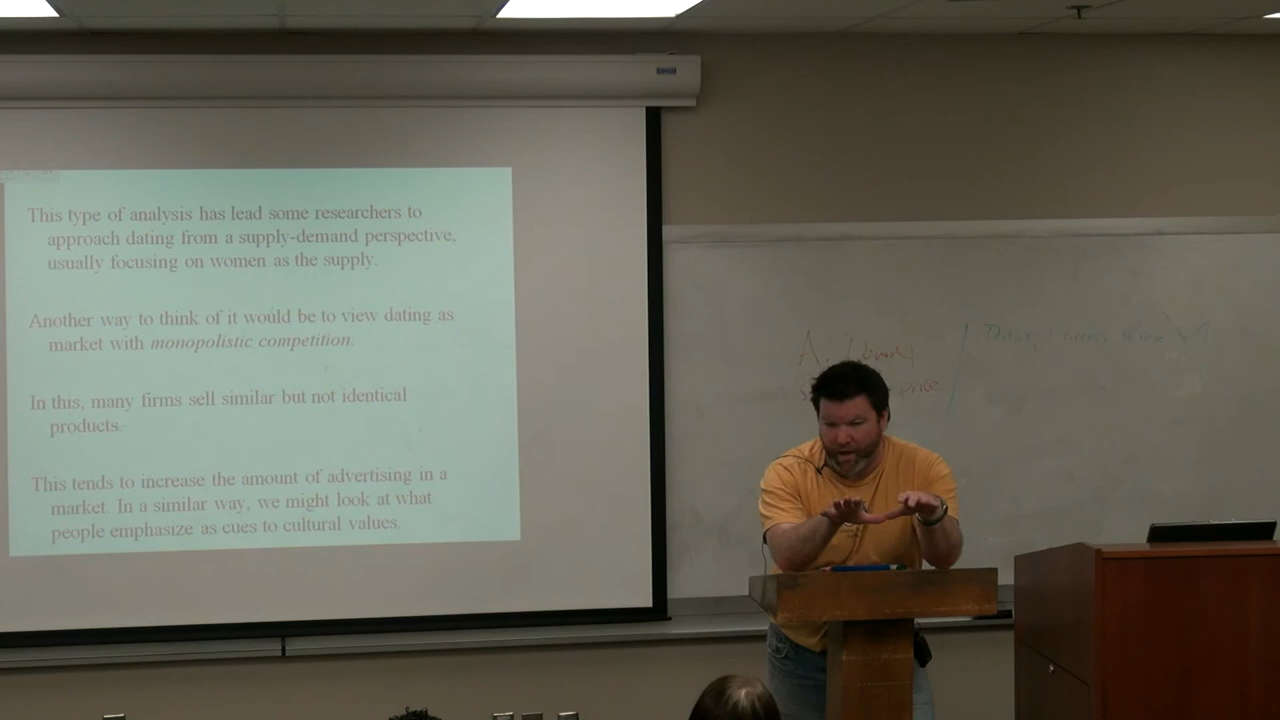 This type of analysis has lead some researchers to
approach dating from a supply-demand perspective,
usually focusing on women as the supply.
Another way to think of it would be to view dating as
market with monopolistic competition.
In this, many firms sell similar but not identical
products.
This tends to increase the amount of advertising in a
market. In a similar way, we might look at what
people emphasize as cues to cultural values.
A.
price